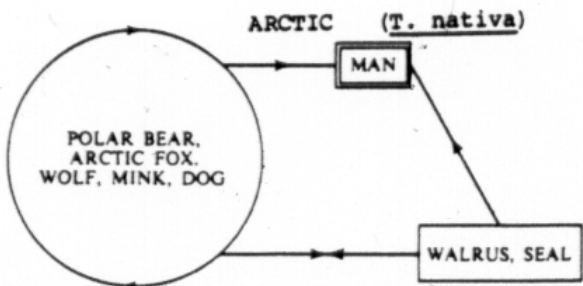 ARCTIC (T. nativa)
MAN
POLAR BEAR,
ARCTIC FOX.
WOLF, MINK, DOG
WALRUS, SEAL